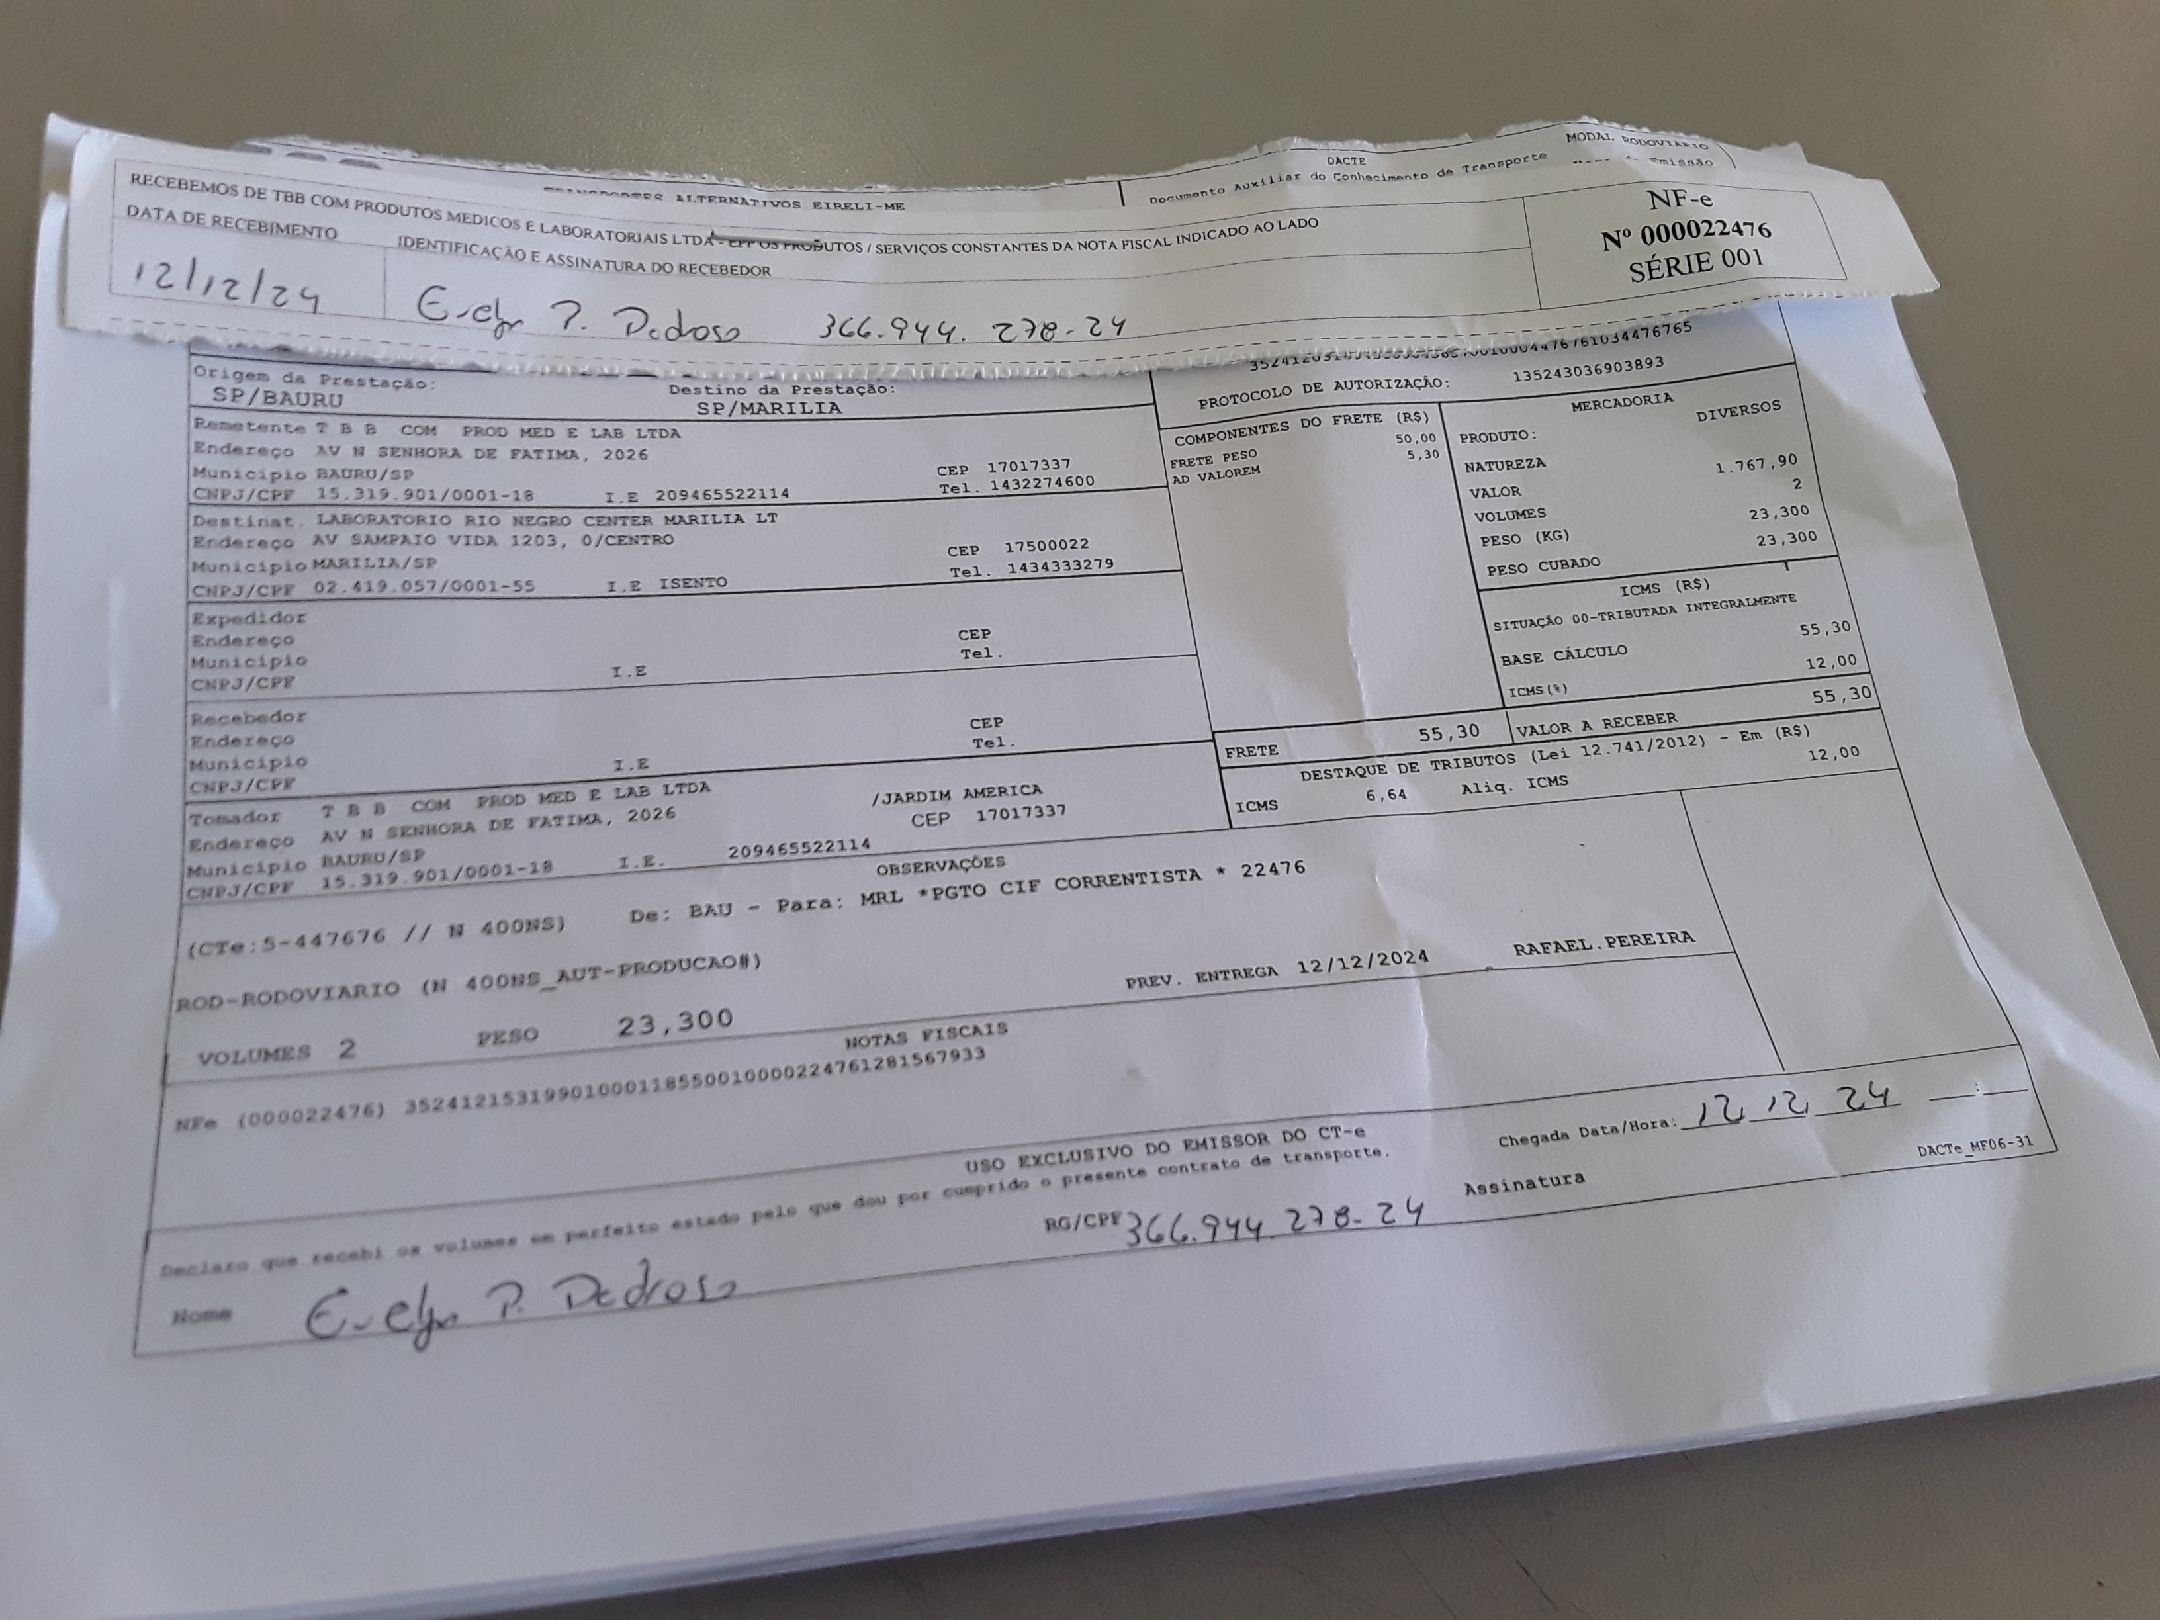 DACTE
MODAL RODOVIARIO
ALTERNATIVOS EIRELI-ME
Documento Auxiliar do Conhecimento de Transporte
RECEBEMOS DE TBB COM PRODUTOS MEDICOS E LABORATORIAIS LTDA - EPP OS PRODUTOS / SERVIÇOS CONSTANTES DA NOTA FISCAL INDICADO AO LADO
NF-e
Nº 000022476
SÉRIE 001
DATA DE RECEBIMENTO
IDENTIFICAÇÃO E ASSINATURA DO RECEBEDOR
12/12/24
Evelyn P. Pedroso 366.944.278-24
PROTOCOLO DE AUTORIZAÇÃO: 135243036903893
Origem da Prestação: Destino da Prestação:
SP/BAURU SP/MARILIA
Remetente T B B COM PROD MED E LAB LTDA
Endereço AV N SENHORA DE FATIMA, 2026
Município BAURU/SP CEP 17017337
CNPJ/CPF 15.319.901/0001-18 I.E 209465522114 Tel. 1432274600
Destinat. LABORATORIO RIO NEGRO CENTER MARILIA LT
Endereço AV SAMPAIO VIDA 1203, 0/CENTRO
Município MARILIA/SP CEP 17500022
CNPJ/CPF 02.419.057/0001-55 I.E ISENTO Tel. 1434333279
Expedidor
Endereço
Município CEP
CNPJ/CPF I.E Tel.
Recebedor
Endereço
Município CEP
CNPJ/CPF I.E Tel.
Tomador T B B COM PROD MED E LAB LTDA
Endereço AV N SENHORA DE FATIMA, 2026 /JARDIM AMERICA
Município BAURU/SP CEP 17017337
CNPJ/CPF 15.319.901/0001-18 I.E. 209465522114
COMPONENTES DO FRETE (R$)
FRETE PESO 50,00
AD VALOREM 5,30
MERCADORIA
PRODUTO: DIVERSOS
NATUREZA
VALOR 1.767,90
VOLUMES 2
PESO (KG) 23,300
PESO CUBADO 23,300
ICMS (R$)
SITUAÇÃO 00-TRIBUTADA INTEGRALMENTE
BASE CÁLCULO 55,30
ICMS(%) 12,00
FRETE 55,30 VALOR A RECEBER 55,30
DESTAQUE DE TRIBUTOS (Lei 12.741/2012) - Em (R$)
ICMS 6,64 Aliq. ICMS 12,00
OBSERVAÇÕES
(CTe:5-447676 // N 400NS) De: BAU - Para: MRL *PGTO CIF CORRENTISTA * 22476
ROD-RODOVIARIO (N 400NS_AUT-PRODUCAO#)
PREV. ENTREGA 12/12/2024 RAFAEL.PEREIRA
VOLUMES 2 PESO 23,300
NOTAS FISCAIS
NFe (000022476) 35241215319901000118550010000224761281567933
USO EXCLUSIVO DO EMISSOR DO CT-e
Declaro que recebi os volumes em perfeito estado pelo que dou por cumprido o presente contrato de transporte.
Chegada Data/Hora: 12 12 24 __:__
Nome Evelyn P. Pedroso RG/CPF 366.944.278-24 Assinatura
DACTe_MF06-31